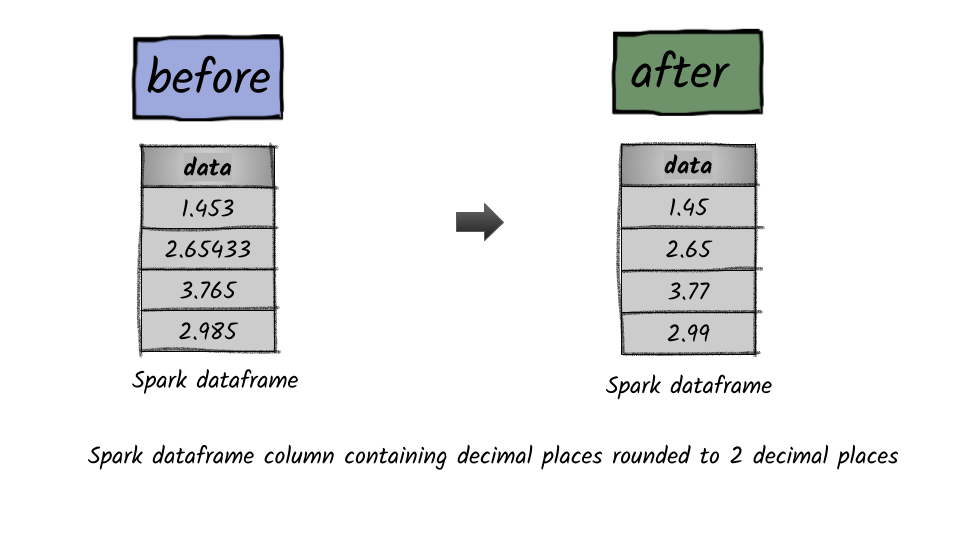 before
after
data
1.453
2.65433
3.765
2.985
Spark dataframe
data
1.45
2.65
3.77
2.99
Spark dataframe
Spark dataframe column containing decimal places rounded to 2 decimal places